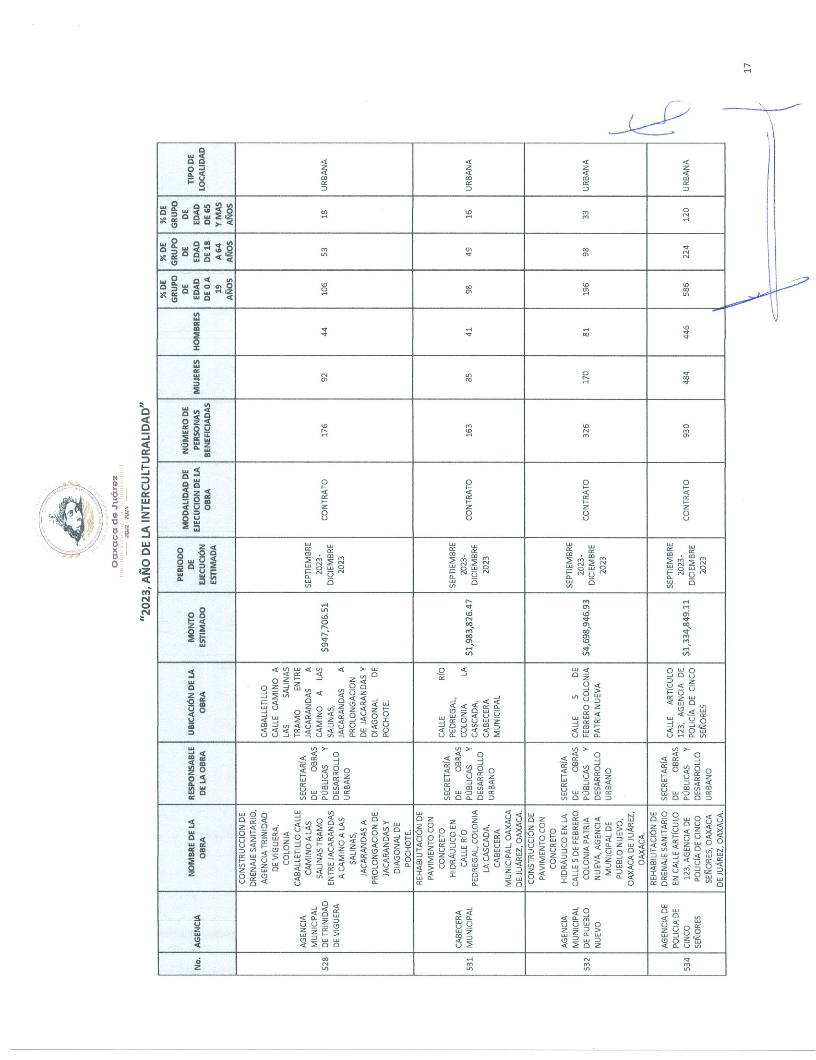 17
Oaxaca de Juárez
2022 2024
“2023, AÑO DE LA INTERCULTURALIDAD”
No.
AGENCIA
NOMBRE DE LA
OBRA
RESPONSABLE
DE LA OBRA
UBICACIÓN DE LA
OBRA
MONTO
ESTIMADO
PERIODO
DE
EJECUCIÓN
ESTIMADA
MODALIDAD DE
EJECUCION DE LA
OBRA
NÚMERO DE
PERSONAS
BENEFICIADAS
MUJERES
HOMBRES
% DE
GRUPO
DE
EDAD
DE 0 A
19
AÑOS
% DE
GRUPO
DE
EDAD
DE 18
A 64
AÑOS
% DE
GRUPO
DE
EDAD
DE 65
Y MAS
AÑOS
TIPO DE
LOCALIDAD
528
AGENCIA
MUNICIPAL
DE TRINIDAD
DE VIGUERA
CONSTRUCCION DE
DRENAJE SANITARIO,
AGENCIA TRINIDAD
DE VIGUERA,
COLONIA
CABALLETILLO CALLE
CAMINO A LAS
SALINAS TRAMO
ENTRE JACARANDAS
A CAMINO A LAS
SALINAS,
JACARANDAS A
PROLONGACION DE
JACARANDAS Y
DIAGONAL DE
POCHOTE.
SECRETARÍA
DE OBRAS
PÚBLICAS Y
DESARROLLO
URBANO
CABALLETILLO
CALLE CAMINO A
LAS SALINAS
TRAMO ENTRE
JACARANDAS A
CAMINO A LAS
SALINAS,
JACARANDAS A
PROLONGACION
DE JACARANDAS Y
DIAGONAL DE
POCHOTE.
$947,706.51
SEPTIEMBRE
2023-
DICIEMBRE
2023
CONTRATO
176
92
44
106
53
18
URBANA
531
CABECERA
MUNICIPAL
REHABILITACIÓN DE
PAVIMENTO CON
CONCRETO
HIDRÁULICO EN
CALLE RÍO
PEDREGAL, COLONIA
LA CASCADA,
CABECERA
MUNICIPAL, OAXACA
DE JUÁREZ, OAXACA.
SECRETARÍA
DE OBRAS
PÚBLICAS Y
DESARROLLO
URBANO
CALLE RÍO
PEDREGAL,
COLONIA LA
CASCADA,
CABECERA
MUNICIPAL
$1,983,826.47
SEPTIEMBRE
2023-
DICIEMBRE
2023
CONTRATO
163
85
41
98
49
16
URBANA
532
AGENCIA
MUNICIPAL
DE PUEBLO
NUEVO
CONSTRUCCIÓN DE
PAVIMENTO CON
CONCRETO
HIDRÁULICO EN LA
CALLE 5 DE FEBRERO
COLONIA PATRIA
NUEVA, AGENCIA
MUNICIPAL DE
PUEBLO NUEVO,
OAXACA DE JUÁREZ,
OAXACA.
SECRETARÍA
DE OBRAS
PÚBLICAS Y
DESARROLLO
URBANO
CALLE 5 DE
FEBRERO COLONIA
PATRIA NUEVA
$4,698,946.93
SEPTIEMBRE
2023-
DICIEMBRE
2023
CONTRATO
326
170
81
196
98
33
URBANA
534
AGENCIA DE
POLICIA DE
CINCO
SEÑORES
REHABILITACIÓN DE
DRENAJE SANITARIO
EN CALLE ARTÍCULO
123, AGENCIA DE
POLICÍA DE CINCO
SEÑORES, OAXACA
DE JUÁREZ, OAXACA.
SECRETARÍA
DE OBRAS
PÚBLICAS Y
DESARROLLO
URBANO
CALLE ARTÍCULO
123, AGENCIA DE
POLICÍA DE CINCO
SEÑORES
$1,334,849.11
SEPTIEMBRE
2023-
DICIEMBRE
2023
CONTRATO
930
484
446
586
224
120
URBANA